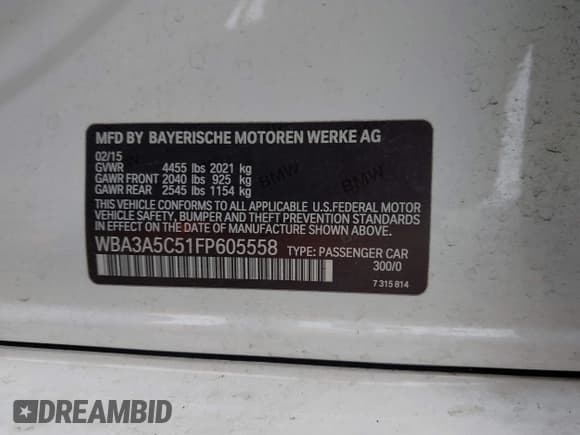 MFD BY BAYERISCHE MOTOREN WERKE AG
02/15
GVWR 4455 lbs 2021 kg
GAWR FRONT 2040 lbs 925 kg
GAWR REAR 2545 lbs 1154 kg
THIS VEHICLE CONFORMS TO ALL APPLICABLE U.S.FEDERAL MOTOR
VEHICLE SAFETY, BUMPER AND THEFT PREVENTION STANDARDS
IN EFFECT ON THE DATE OF MANUFACTURE SHOWN ABOVE.
WBA3A5C51FP605558 TYPE: PASSENGER CAR
300/0
7 315 814
BMW
BMW
DREAMBID